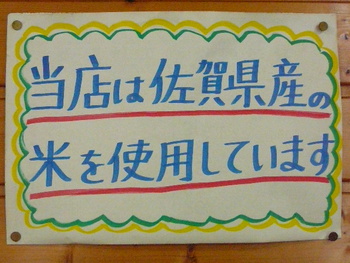 当店は佐賀県産の
米を使用しています